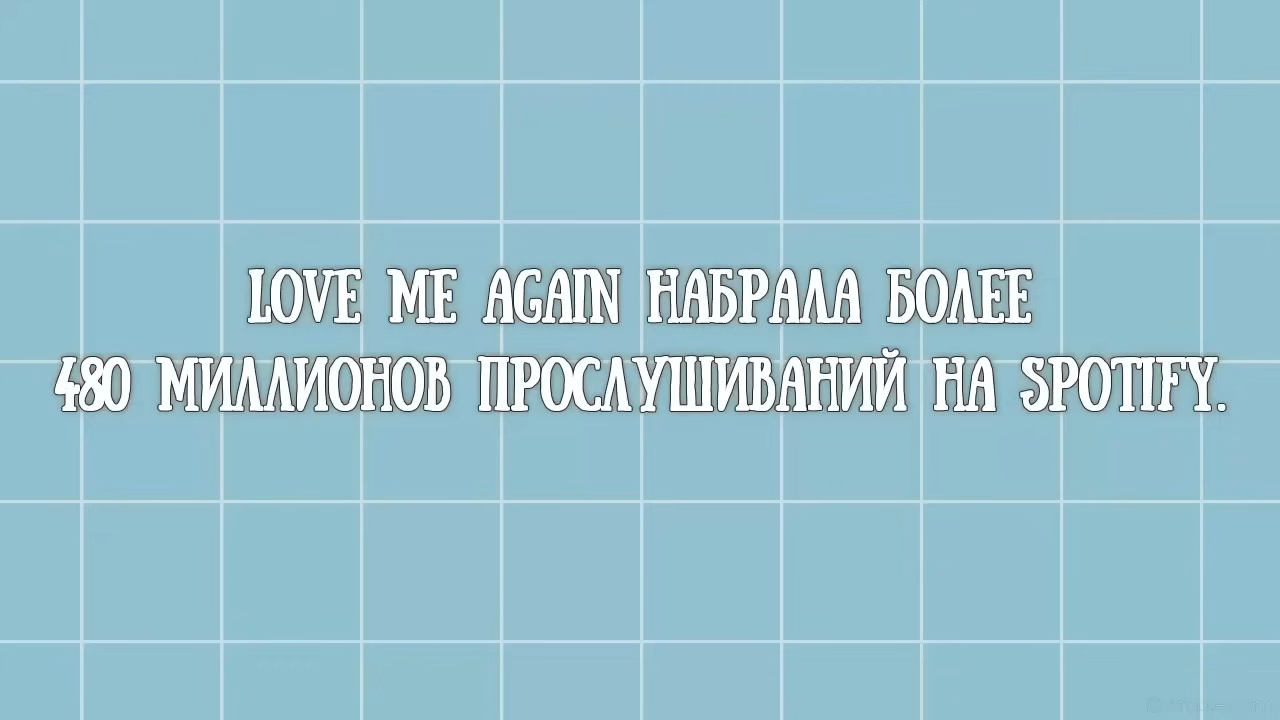 LOVE ME AGAIN НАБРАЛА БОЛЕЕ
480 МИЛЛИОНОВ ПРОСЛУШИВАНИЙ НА SPOTIFY.